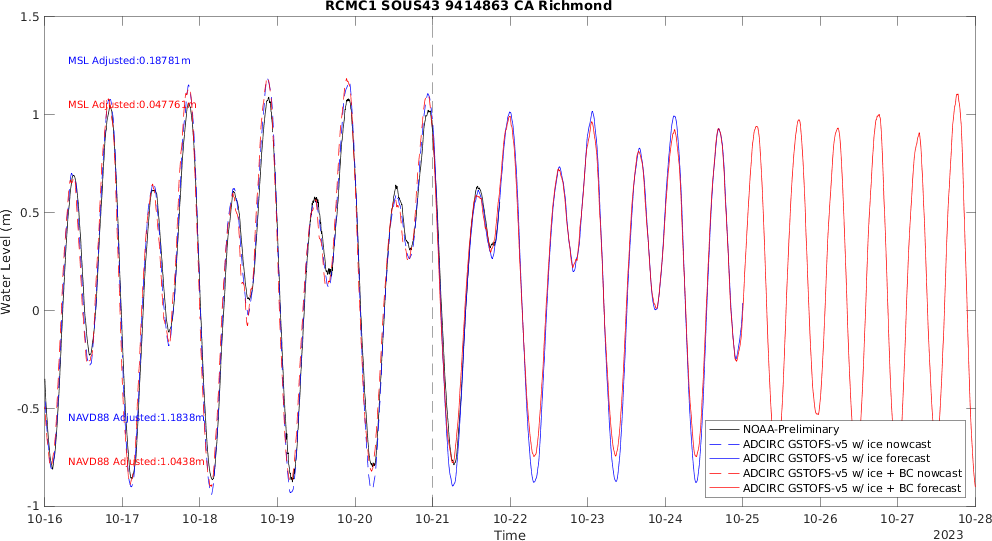 RCMC1 SOUS43 9414863 CA Richmond
1.5
1
0.5
0
-0.5
-1
Water Level (m)
MSL Adjusted:0.18781m
MSL Adjusted:0.047761m
NAVD88 Adjusted:1.1838m
NAVD88 Adjusted:1.0438m
NOAA-Preliminary
ADCIRC GSTOFS-v5 w/ ice nowcast
ADCIRC GSTOFS-v5 w/ ice forecast
ADCIRC GSTOFS-v5 w/ ice + BC nowcast
ADCIRC GSTOFS-v5 w/ ice + BC forecast
10-16 10-17 10-18 10-19 10-20 10-21 10-22 10-23 10-24 10-25 10-26 10-27 10-28
Time
2023